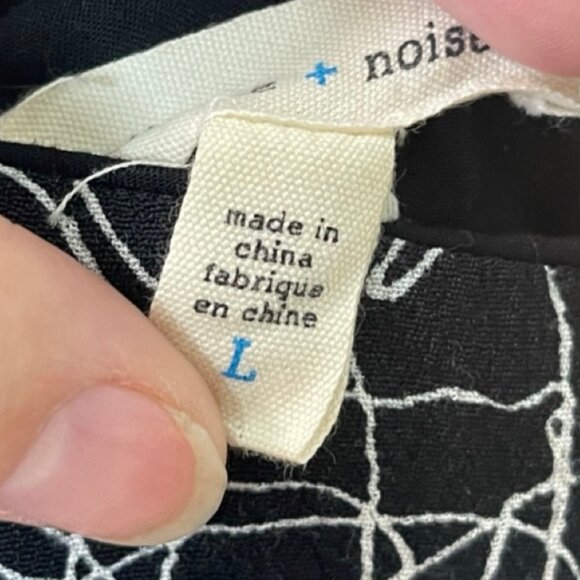 + noise
made in
china
fabrique
en chine
L